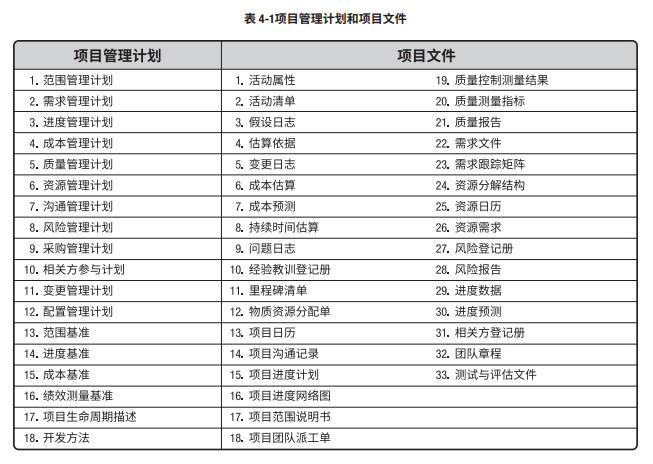 表 4-1项目管理计划和项目文件
项目管理计划 项目文件
1. 范围管理计划 1. 活动属性 19. 质量控制测量结果
2. 需求管理计划 2. 活动清单 20. 质量测量指标
3. 进度管理计划 3. 假设日志 21. 质量报告
4. 成本管理计划 4. 估算依据 22. 需求文件
5. 质量管理计划 5. 变更日志 23. 需求跟踪矩阵
6. 资源管理计划 6. 成本估算 24. 资源分解结构
7. 沟通管理计划 7. 成本预测 25. 资源日历
8. 风险管理计划 8. 持续时间估算 26. 资源需求
9. 采购管理计划 9. 问题日志 27. 风险登记册
10. 相关方参与计划 10. 经验教训登记册 28. 风险报告
11. 变更管理计划 11. 里程碑清单 29. 进度数据
12. 配置管理计划 12. 物质资源分配单 30. 进度预测
13. 范围基准 13. 项目日历 31. 相关方登记册
14. 进度基准 14. 项目沟通记录 32. 团队章程
15. 成本基准 15. 项目进度计划 33. 测试与评估文件
16. 绩效测量基准 16. 项目进度网络图
17. 项目生命周期描述 17. 项目范围说明书
18. 开发方法 18. 项目团队派工单